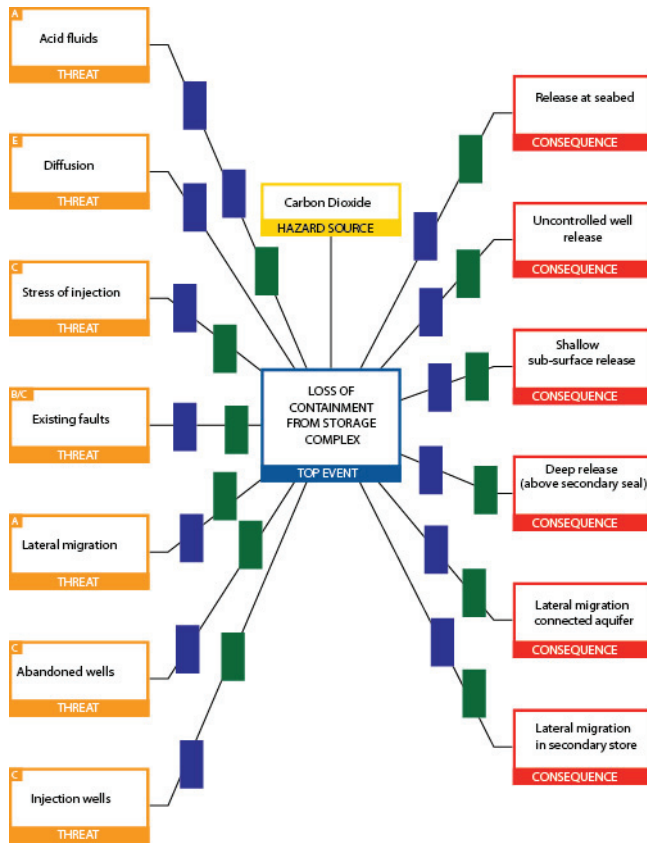 A
Acid fluids
THREAT
E
Diffusion
THREAT
C
Stress of injection
THREAT
B/C
Existing faults
THREAT
A
Lateral migration
THREAT
C
Abandoned wells
THREAT
C
Injection wells
THREAT
Carbon Dioxide
HAZARD SOURCE
LOSS OF
CONTAINMENT
FROM STORAGE
COMPLEX
TOP EVENT
Release at seabed
CONSEQUENCE
Uncontrolled well
release
CONSEQUENCE
Shallow
sub-surface release
CONSEQUENCE
Deep release
(above secondary seal)
CONSEQUENCE
Lateral migration
connected aquifer
CONSEQUENCE
Lateral migration
in secondary store
CONSEQUENCE